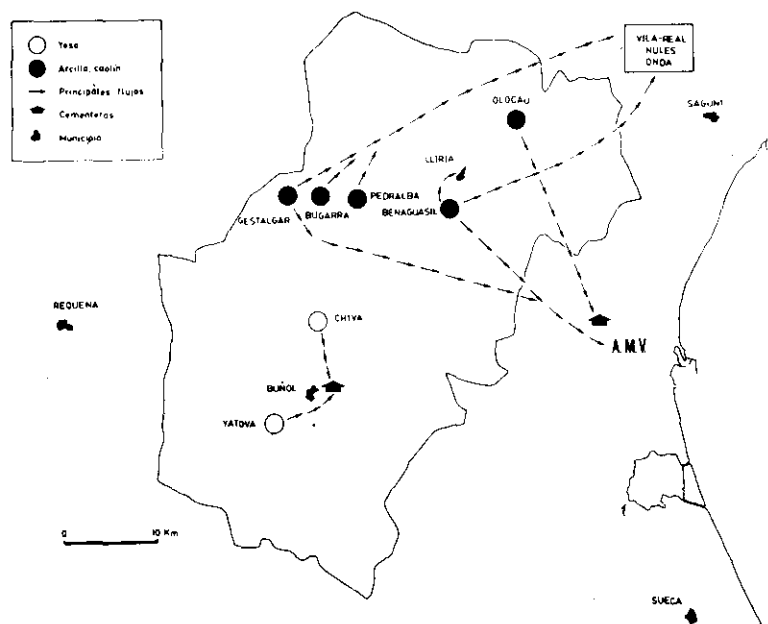 Yeso
Arcilla, caolín
Principales flujos
Cementeras
Municipio
VILA-REAL
NULES
ONDA
OLOCAU
SAGUNT
LLIRIA
GESTALGAR
BUGARRA
PEDRALBA
BENAGUASIL
REQUENA
CHIVA
A.M.V.
BUÑOL
YATOVA
0 10 Km
SUECA